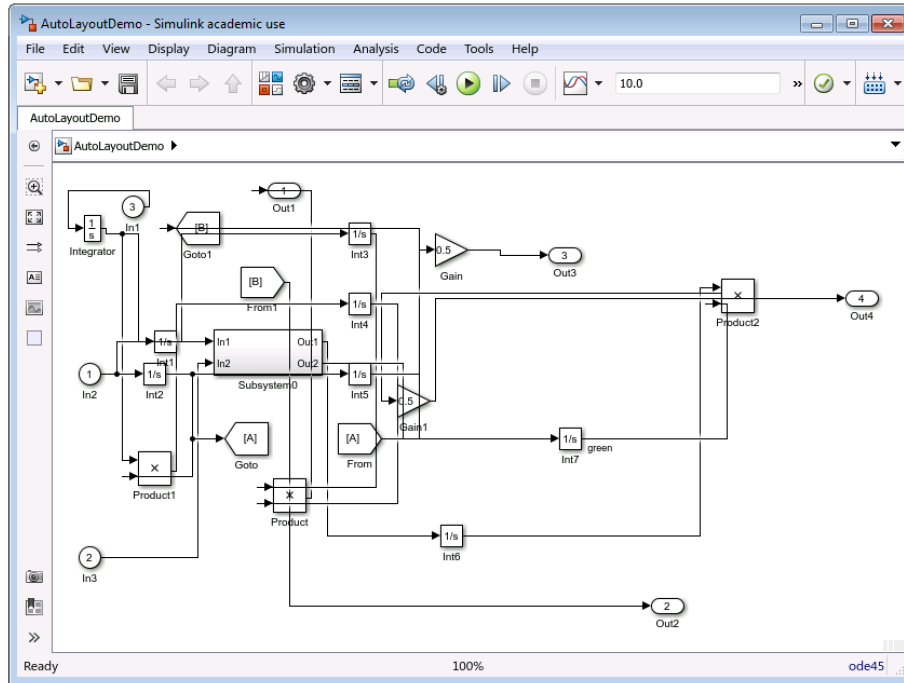 AutoLayoutDemo - Simulink academic use
File Edit View Display Diagram Simulation Analysis Code Tools Help
10.0 »
AutoLayoutDemo
AutoLayoutDemo
3
In1
1
Out1
1
s
Integrator
[B]
Goto1
1/s
Int3
0.5
Gain
3
Out3
[B]
From1
×
Product2
4
Out4
1/s
Int4
1/s
Int1
In1
In2
Out1
Out2
Subsystem0
1
In2
1/s
Int2
1/s
Int5
0.5
Gain1
[A]
Goto
[A]
From
1/s
Int7
green
×
Product1
×
Product
1/s
Int6
2
In3
2
Out2
Ready 100% ode45